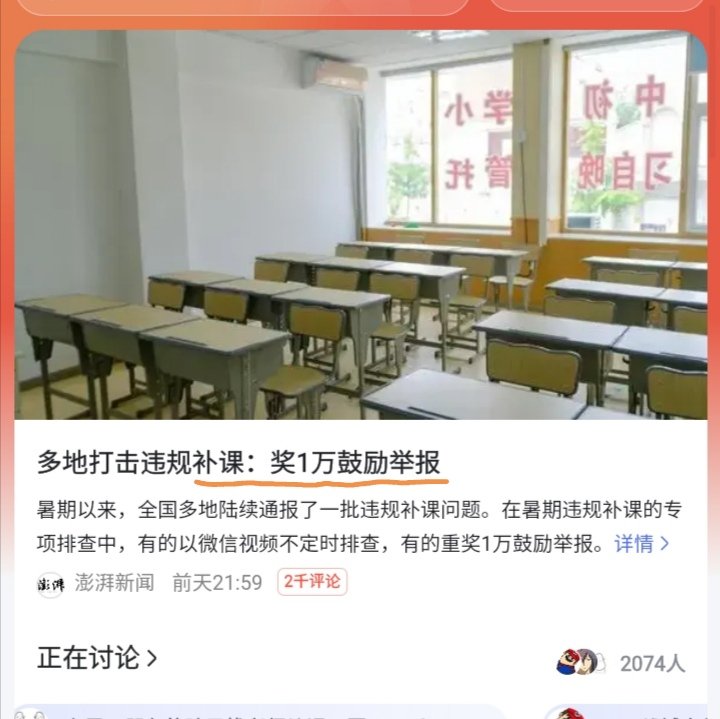 小学
初中
托管
晚自习
多地打击违规补课：奖1万鼓励举报
暑期以来，全国多地陆续通报了一批违规补课问题。在暑期违规补课的专
项排查中，有的以微信视频不定时排查，有的重奖1万鼓励举报。详情 >
澎湃 澎湃新闻 前天21:59 2千评论
正在讨论 >
2074人